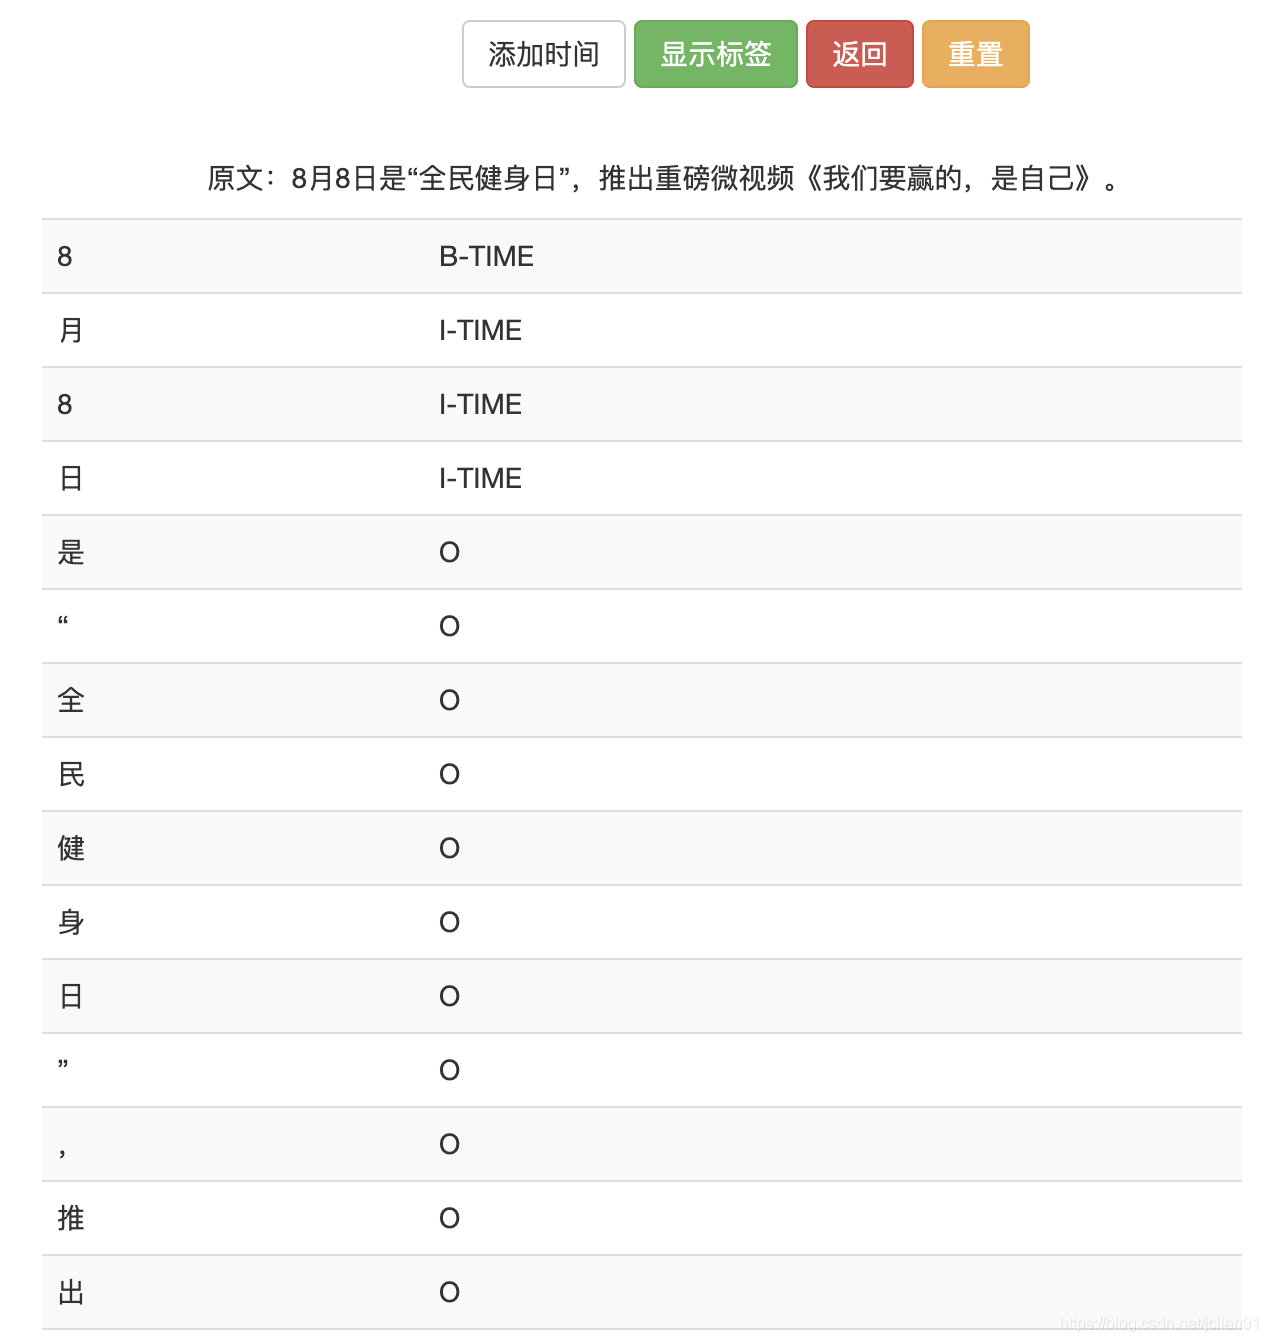 添加时间 显示标签 返回 重置
原文：8月8日是“全民健身日”，推出重磅微视频《我们要赢的，是自己》。
8 B-TIME
月 I-TIME
8 I-TIME
日 I-TIME
是 O
“ O
全 O
民 O
健 O
身 O
日 O
” O
， O
推 O
出 O
https://blog.csdn.net/jclian91